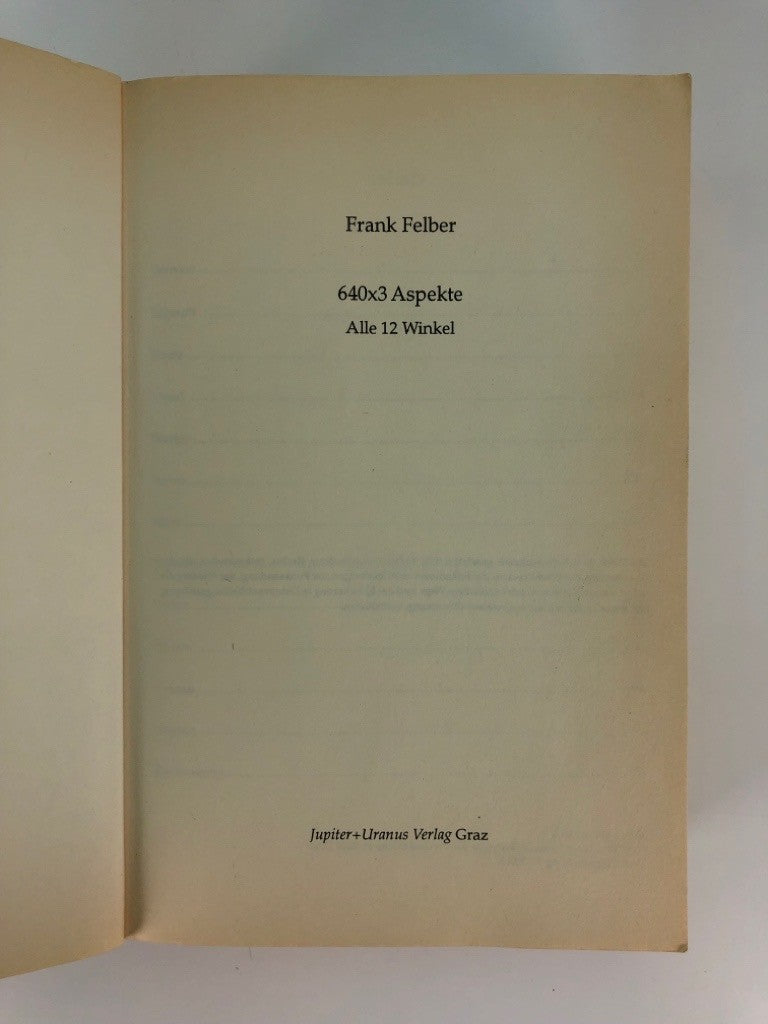 Frank Felber
640x3 Aspekte
Alle 12 Winkel
Jupiter+Uranus Verlag Graz